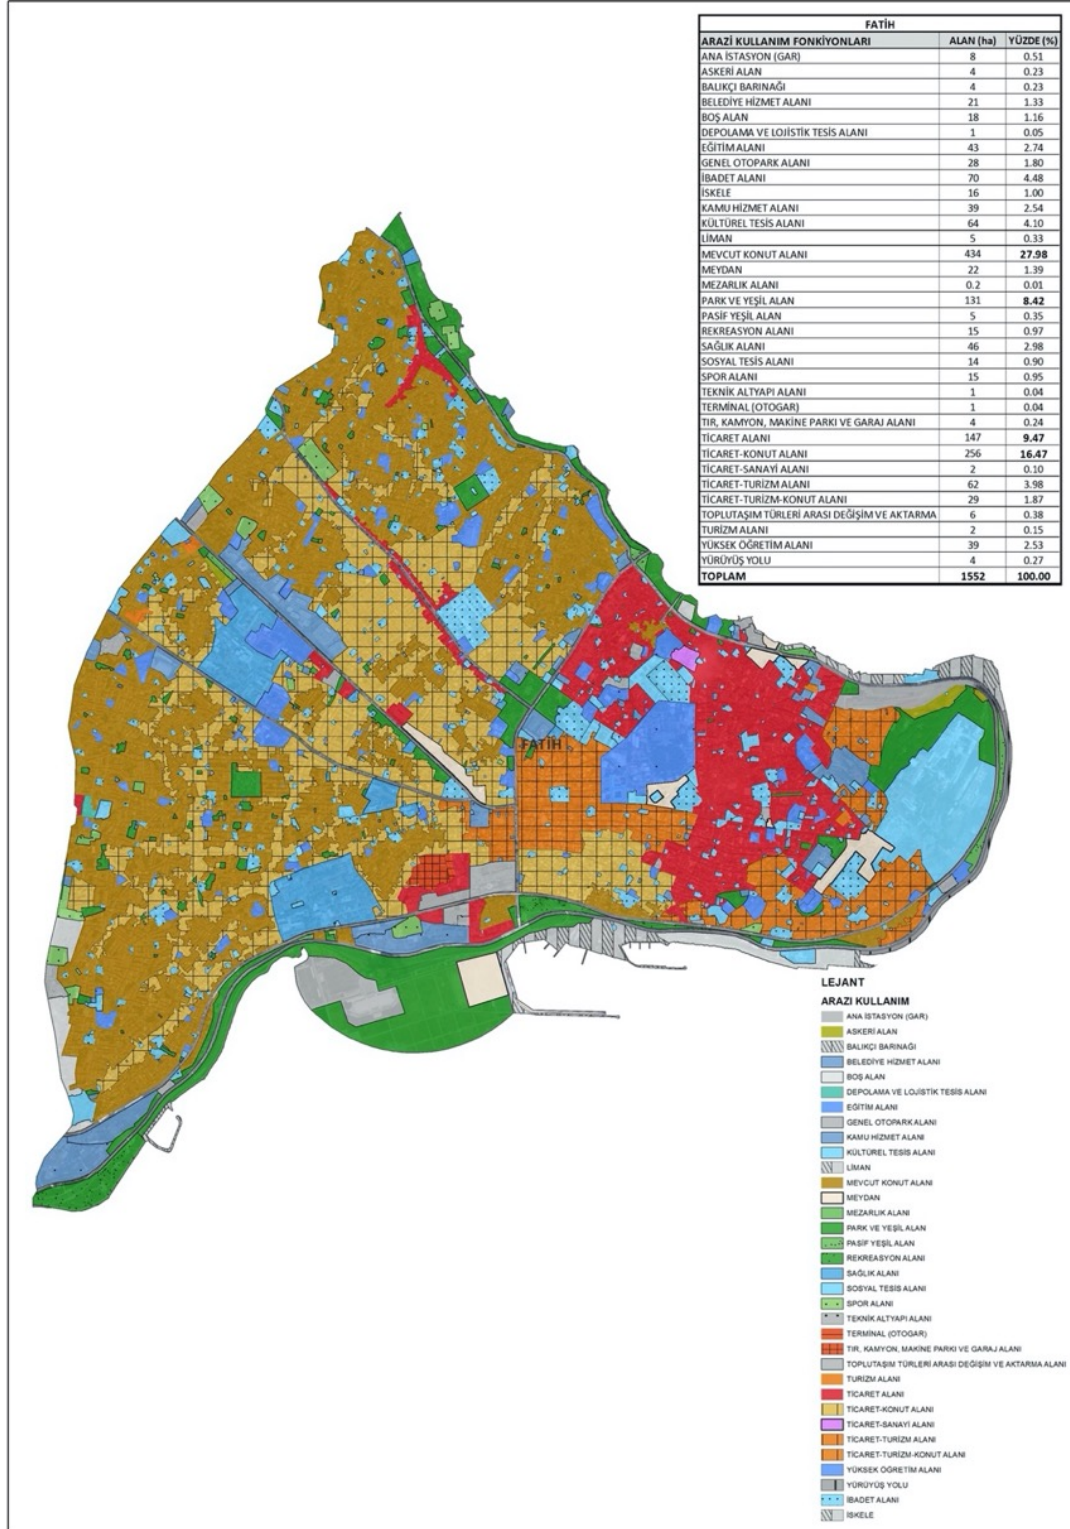 FATİH
ARAZİ KULLANIM FONKİYONLARI ALAN (ha) YÜZDE (%)
ANA İSTASYON (GAR) 8 0.51
ASKERİ ALAN 4 0.23
BALIKÇI BARINAĞI 4 0.23
BELEDİYE HİZMET ALANI 21 1.33
BOŞ ALAN 18 1.16
DEPOLAMA VE LOJİSTİK TESİS ALANI 1 0.05
EĞİTİM ALANI 43 2.74
GENEL OTOPARK ALANI 28 1.80
İBADET ALANI 70 4.48
İSKELE 16 1.00
KAMU HİZMET ALANI 39 2.54
KÜLTÜREL TESİS ALANI 64 4.10
LİMAN 5 0.33
MEVCUT KONUT ALANI 434 27.98
MEYDAN 22 1.39
MEZARLIK ALANI 0.2 0.01
PARK VE YEŞİL ALAN 131 8.42
PASİF YEŞİL ALAN 5 0.35
REKREASYON ALANI 15 0.97
SAĞLIK ALANI 46 2.98
SOSYAL TESİS ALANI 14 0.90
SPOR ALANI 15 0.95
TEKNİK ALTYAPI ALANI 1 0.04
TERMİNAL (OTOGAR) 1 0.04
TIR, KAMYON, MAKİNE PARKI VE GARAJ ALANI 4 0.24
TİCARET ALANI 147 9.47
TİCARET-KONUT ALANI 256 16.47
TİCARET-SANAYİ ALANI 2 0.10
TİCARET-TURİZM ALANI 62 3.98
TİCARET-TURİZM-KONUT ALANI 29 1.87
TOPLUTAŞIM TÜRLERİ ARASI DEĞİŞİM VE AKTARMA 6 0.38
TURİZM ALANI 2 0.15
YÜKSEK ÖĞRETİM ALANI 39 2.53
YÜRÜYÜŞ YOLU 4 0.27
TOPLAM 1552 100.00
FATİH
LEJANT
ARAZI KULLANIM
ANA İSTASYON (GAR)
ASKERİ ALAN
BALIKÇI BARINAĞI
BELEDİYE HİZMET ALANI
BOŞ ALAN
DEPOLAMA VE LOJİSTİK TESİS ALANI
EĞİTİM ALANI
GENEL OTOPARK ALANI
KAMU HİZMET ALANI
KÜLTÜREL TESİS ALANI
LİMAN
MEVCUT KONUT ALANI
MEYDAN
MEZARLIK ALANI
PARK VE YEŞİL ALAN
PASİF YEŞİL ALAN
REKREASYON ALANI
SAĞLIK ALANI
SOSYAL TESİS ALANI
SPOR ALANI
TEKNİK ALTYAPI ALANI
TERMİNAL (OTOGAR)
TIR, KAMYON, MAKİNE PARKI VE GARAJ ALANI
TOPLUTAŞIM TÜRLERİ ARASI DEĞİŞİM VE AKTARMA ALANI
TURİZM ALANI
TİCARET ALANI
TİCARET-KONUT ALANI
TİCARET-SANAYİ ALANI
TİCARET-TURİZM ALANI
TİCARET-TURİZM-KONUT ALANI
YÜKSEK ÖĞRETİM ALANI
YÜRÜYÜŞ YOLU
İBADET ALANI
İSKELE